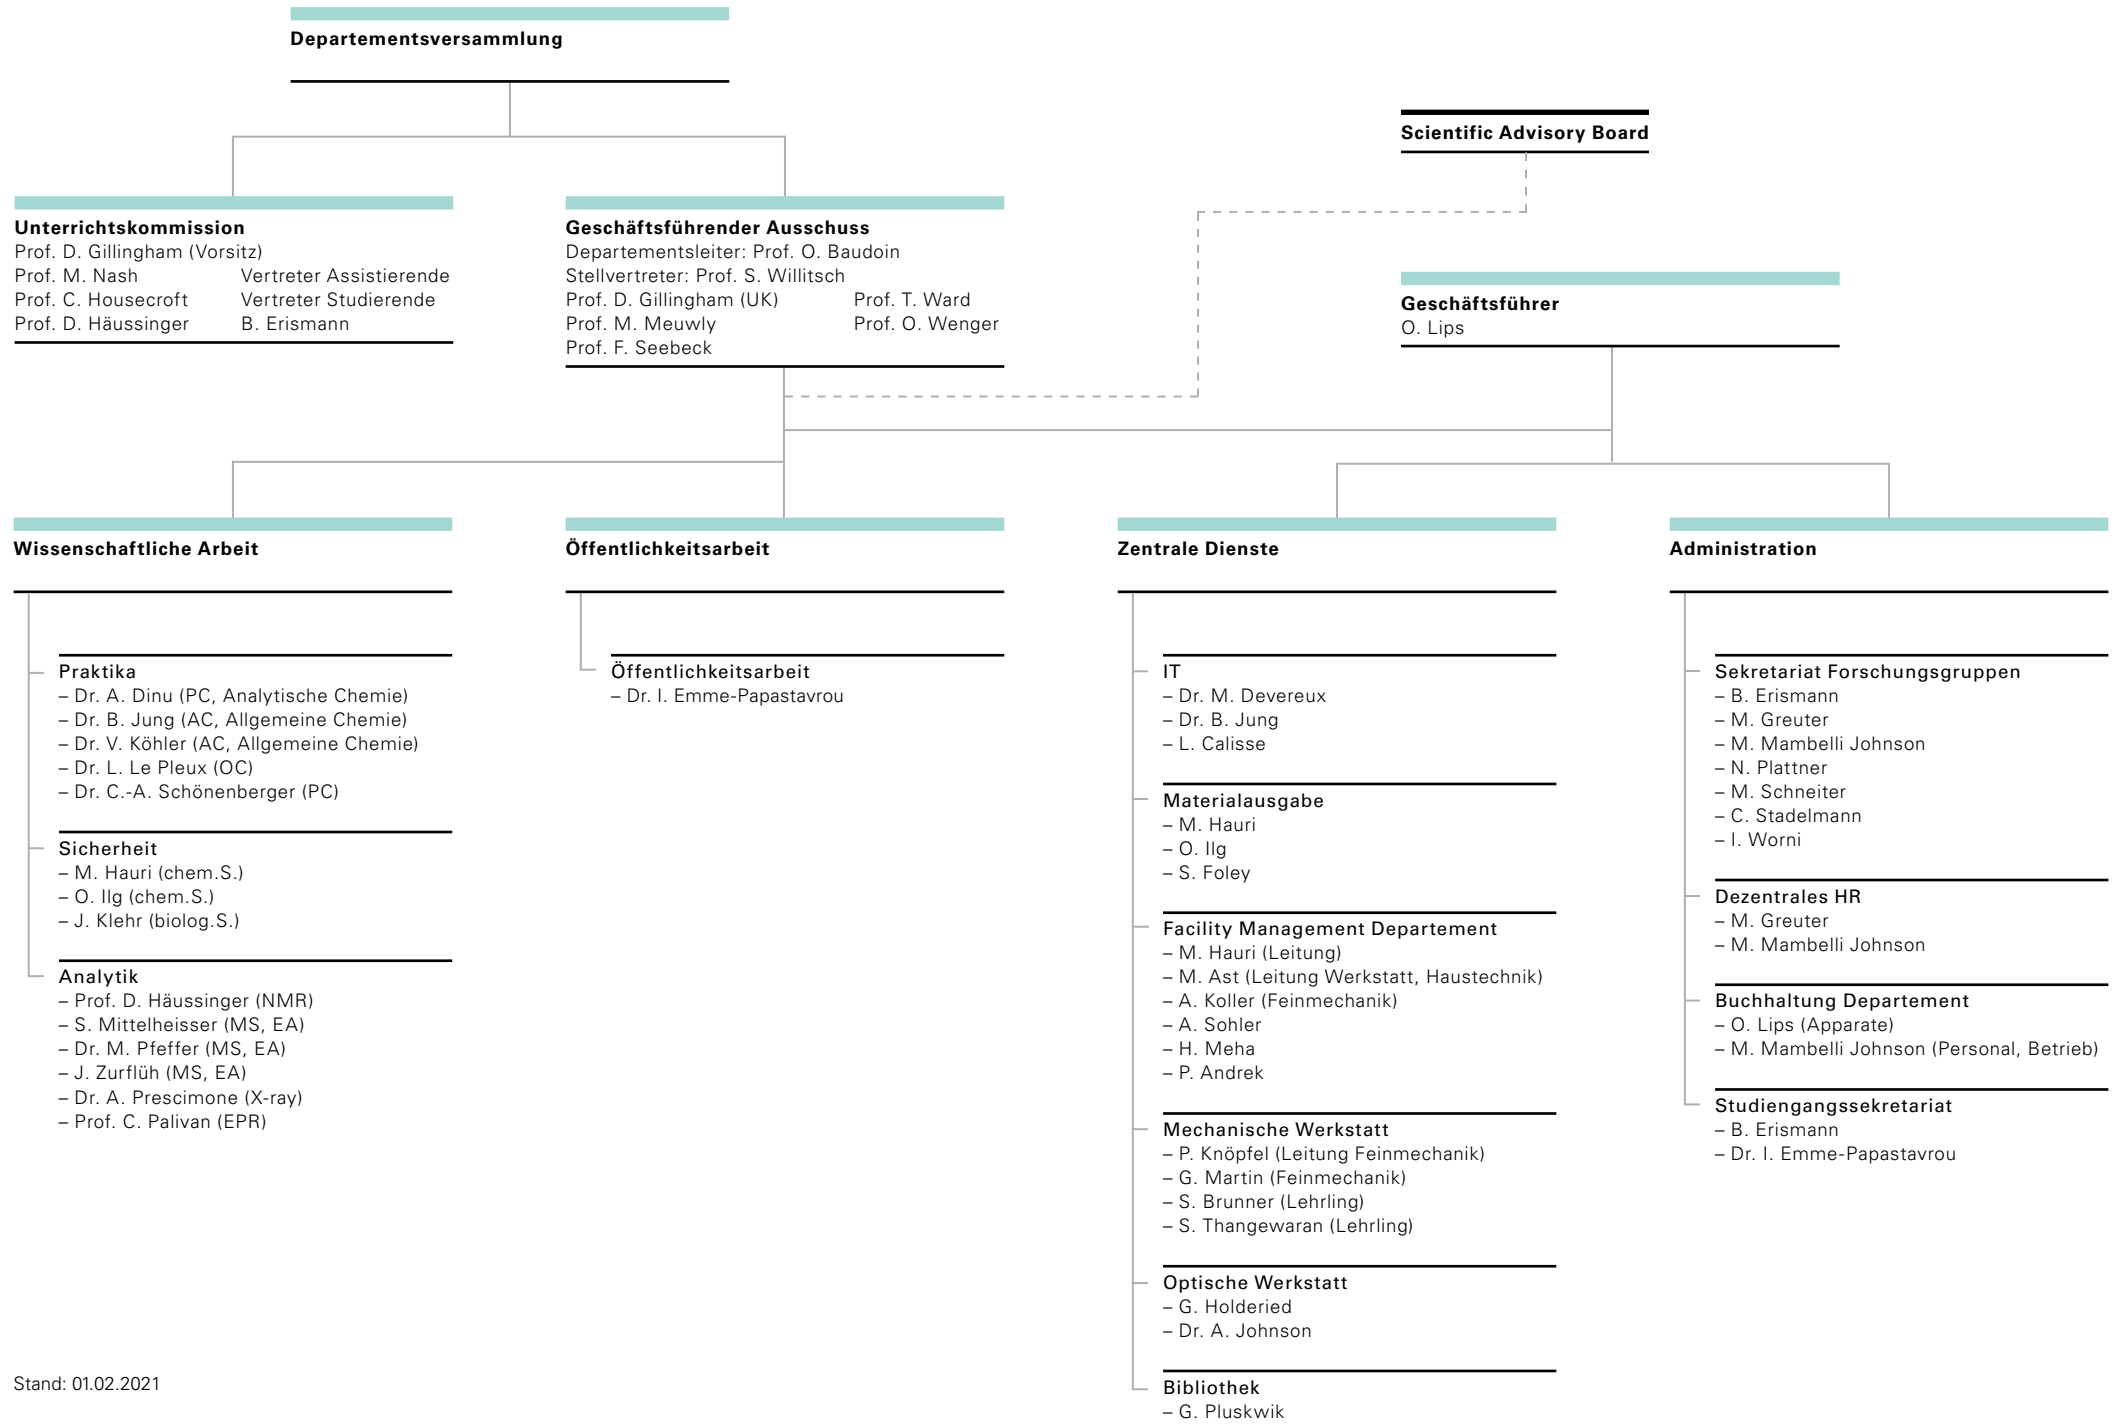 Departementsversammlung
Scientific Advisory Board
Unterrichtskommission
Prof. D. Gillingham (Vorsitz)
Prof. M. Nash Vertreter Assistierende
Prof. C. Housecroft Vertreter Studierende
Prof. D. Häussinger B. Erismann
Geschäftsführender Ausschuss
Departementsleiter: Prof. O. Baudoin
Stellvertreter: Prof. S. Willitsch
Prof. D. Gillingham (UK) Prof. T. Ward
Prof. M. Meuwly Prof. O. Wenger
Prof. F. Seebeck
Geschäftsführer
O. Lips
Wissenschaftliche Arbeit
Praktika
– Dr. A. Dinu (PC, Analytische Chemie)
– Dr. B. Jung (AC, Allgemeine Chemie)
– Dr. V. Köhler (AC, Allgemeine Chemie)
– Dr. L. Le Pleux (OC)
– Dr. C.-A. Schönenberger (PC)
Sicherheit
– M. Hauri (chem.S.)
– O. Ilg (chem.S.)
– J. Klehr (biolog.S.)
Analytik
– Prof. D. Häussinger (NMR)
– S. Mittelheisser (MS, EA)
– Dr. M. Pfeffer (MS, EA)
– J. Zurflüh (MS, EA)
– Dr. A. Prescimone (X-ray)
– Prof. C. Palivan (EPR)
Öffentlichkeitsarbeit
Öffentlichkeitsarbeit
– Dr. I. Emme-Papastavrou
Zentrale Dienste
IT
– Dr. M. Devereux
– Dr. B. Jung
– L. Calisse
Materialausgabe
– M. Hauri
– O. Ilg
– S. Foley
Facility Management Departement
– M. Hauri (Leitung)
– M. Ast (Leitung Werkstatt, Haustechnik)
– A. Koller (Feinmechanik)
– A. Sohler
– H. Meha
– P. Andrek
Mechanische Werkstatt
– P. Knöpfel (Leitung Feinmechanik)
– G. Martin (Feinmechanik)
– S. Brunner (Lehrling)
– S. Thangewaran (Lehrling)
Optische Werkstatt
– G. Holderied
– Dr. A. Johnson
Bibliothek
– G. Pluskwik
Administration
Sekretariat Forschungsgruppen
– B. Erismann
– M. Greuter
– M. Mambelli Johnson
– N. Plattner
– M. Schneiter
– C. Stadelmann
– I. Worni
Dezentrales HR
– M. Greuter
– M. Mambelli Johnson
Buchhaltung Departement
– O. Lips (Apparate)
– M. Mambelli Johnson (Personal, Betrieb)
Studiengangssekretariat
– B. Erismann
– Dr. I. Emme-Papastavrou
Stand: 01.02.2021